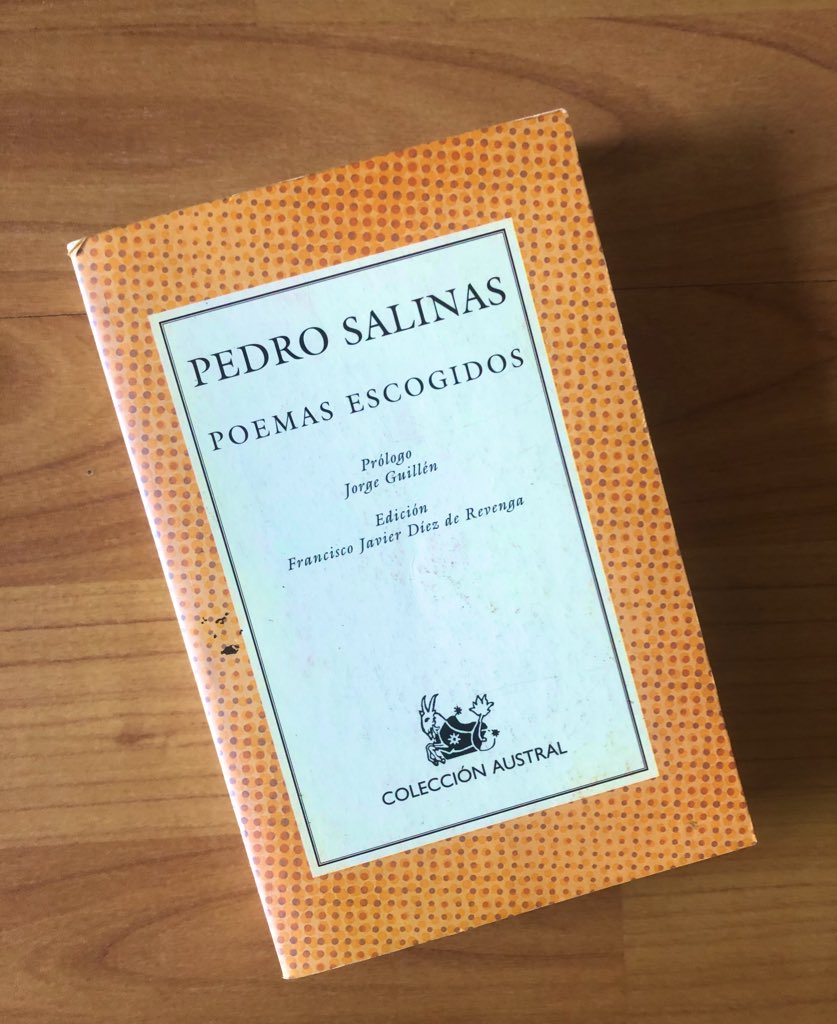 PEDRO SALINAS
POEMAS ESCOGIDOS
Prólogo
Jorge Guillén
Edición
Francisco Javier Díez de Revenga
COLECCIÓN AUSTRAL